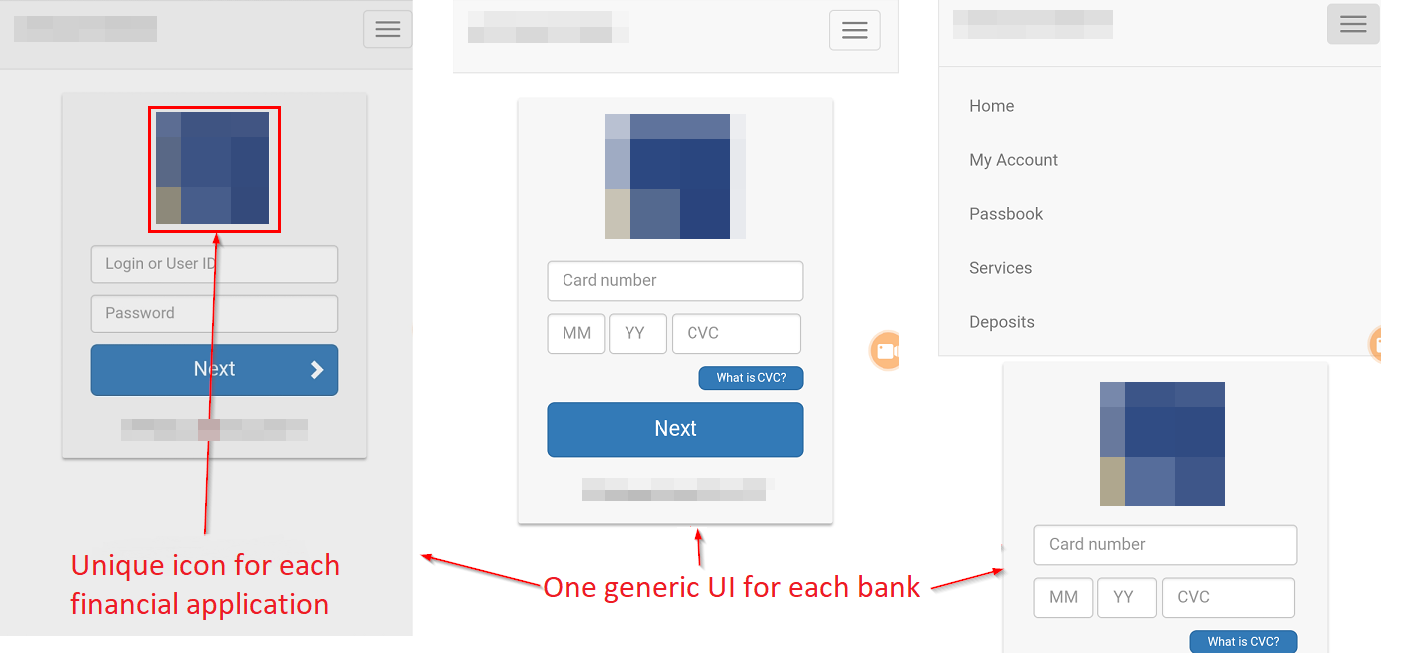 Login or User ID
Password
Next
Unique icon for each
financial application
Card number
MM
YY
CVC
What is CVC?
Next
One generic UI for each bank
Home
My Account
Passbook
Services
Deposits
Card number
MM
YY
CVC
What is CVC?